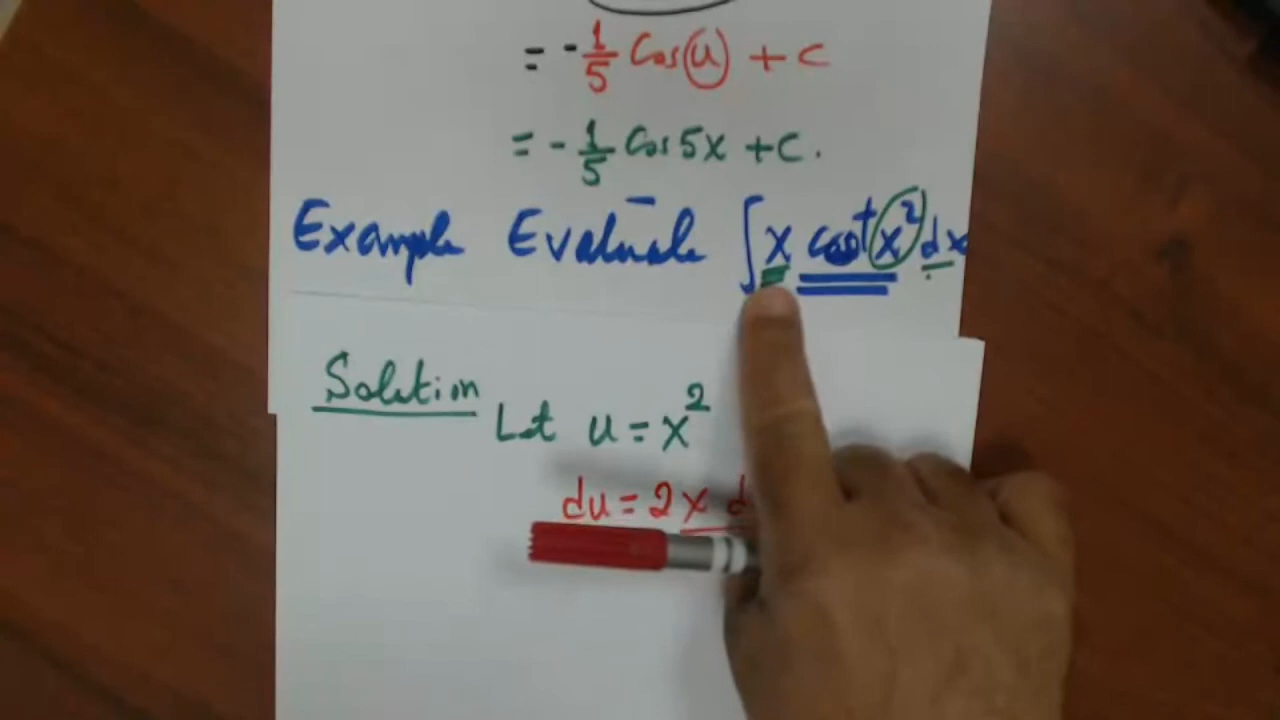 = - 1/5 Cos(u) + c
= - 1/5 Cos 5x + c.
Example Evaluate ∫ x cot x² dx
Solution
Let u = x²
du = 2x d